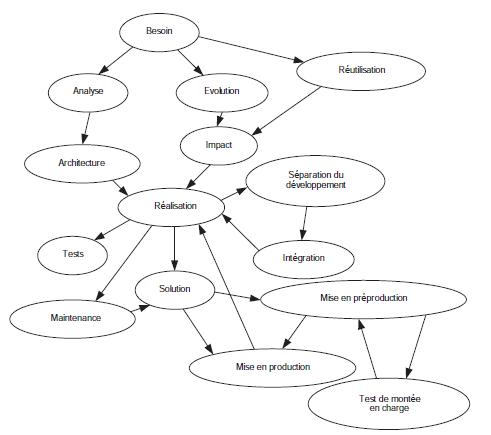 Besoin
Réutilisation
Analyse
Evolution
Impact
Architecture
Séparation du
développement
Réalisation
Tests
Intégration
Solution
Mise en préproduction
Maintenance
Mise en production
Test de montée
en charge